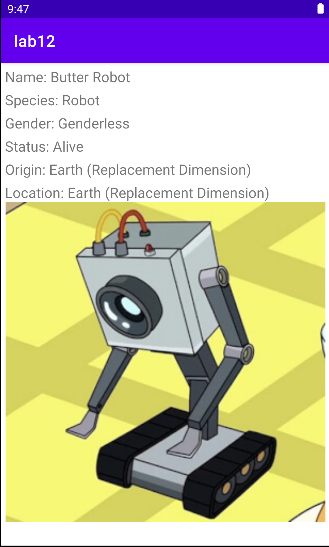 9:47
lab12
Name: Butter Robot
Species: Robot
Gender: Genderless
Status: Alive
Origin: Earth (Replacement Dimension)
Location: Earth (Replacement Dimension)